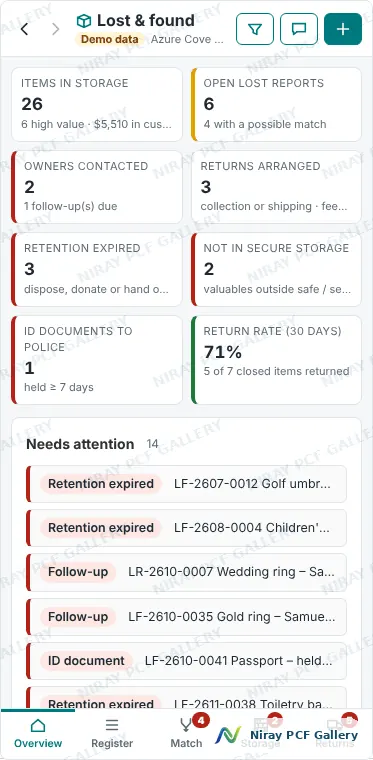 Lost & found
Demo data Azure Cove ...
ITEMS IN STORAGE
26
6 high value · $5,510 in cus...
OPEN LOST REPORTS
6
4 with a possible match
OWNERS CONTACTED
2
1 follow-up(s) due
RETURNS ARRANGED
3
collection or shipping · fee...
RETENTION EXPIRED
3
dispose, donate or hand o...
NOT IN SECURE STORAGE
2
valuables outside safe / se...
ID DOCUMENTS TO
POLICE
1
held ≥ 7 days
RETURN RATE (30 DAYS)
71%
5 of 7 closed items returned
Needs attention 14
Retention expired LF-2607-0012 Golf umbr...
Retention expired LF-2608-0004 Children'...
Follow-up LR-2610-0007 Wedding ring – Sa...
Follow-up LF-2610-0035 Gold ring – Samue...
ID document LF-2610-0041 Passport – held...
Retention expired LF-2611-0038 Toiletry ba...
Overview
Register
Match 4
Storage
Returns
Niray PCF Gallery
NIRAY PCF GALLERY